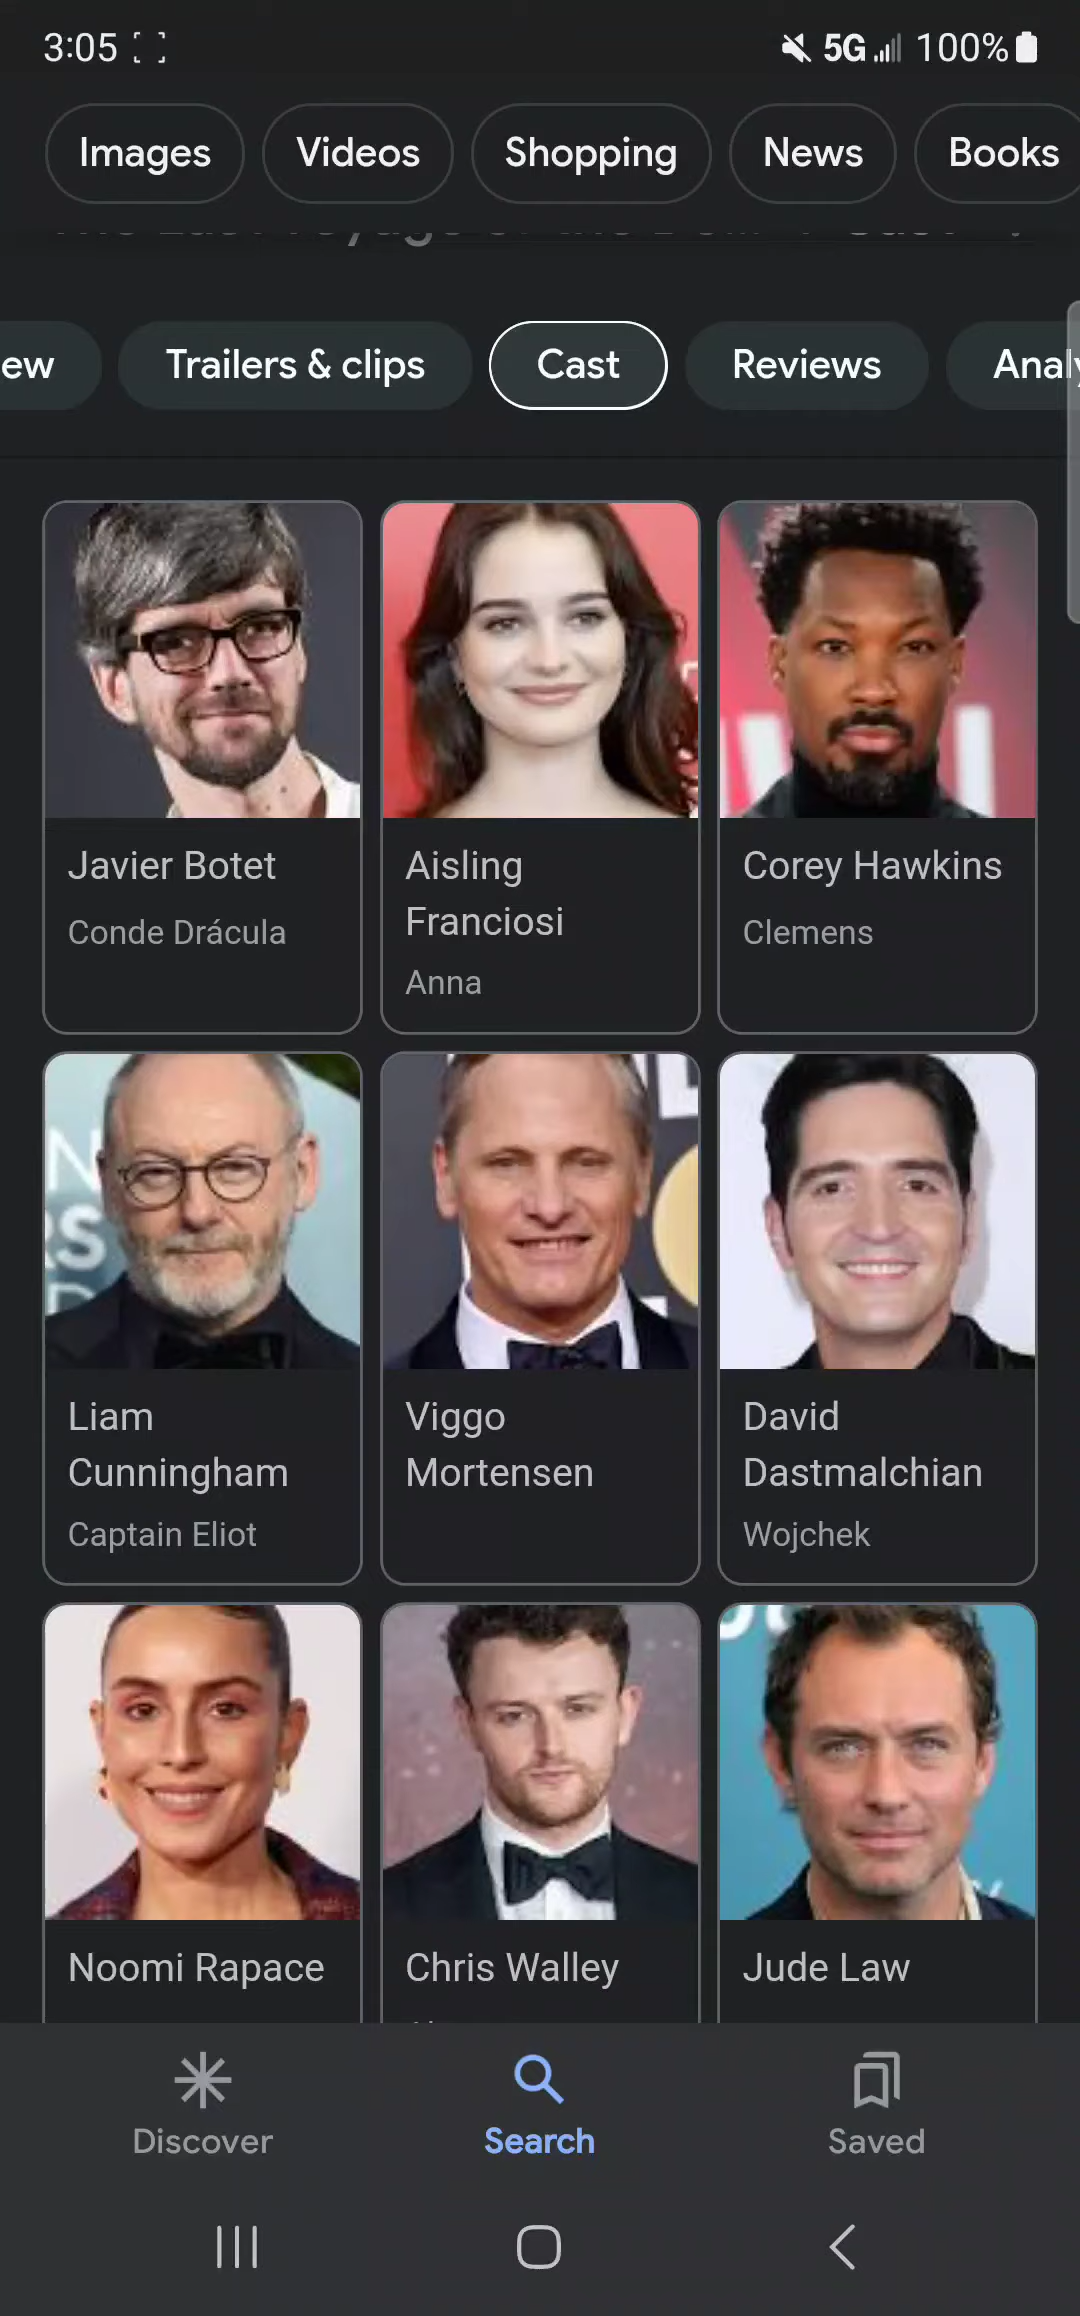 3:05 5G 100%
Images Videos Shopping News Books
ew Trailers & clips Cast Reviews Analy
Javier Botet
Conde Drácula
Aisling
Franciosi
Anna
Corey Hawkins
Clemens
Liam
Cunningham
Captain Eliot
Viggo
Mortensen
David
Dastmalchian
Wojchek
Noomi Rapace
Chris Walley
Jude Law
Discover Search Saved